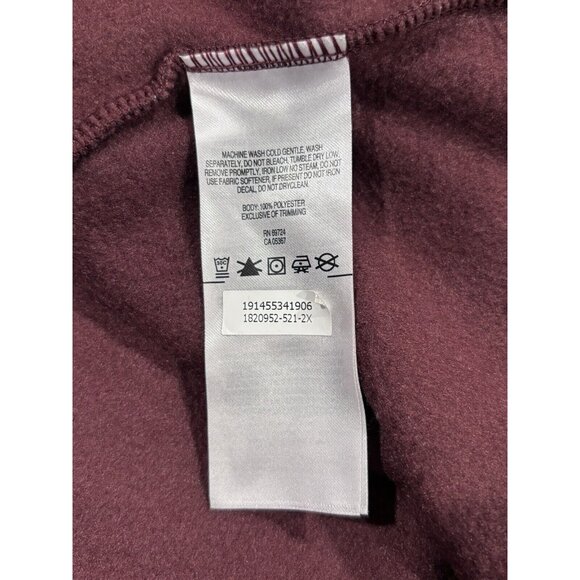 MACHINE WASH COLD GENTLE, WASH
SEPARATELY, DO NOT BLEACH, TUMBLE DRY LOW,
REMOVE PROMPTLY, IRON LOW NO STEAM, DO NOT
USE FABRIC SOFTENER, IF PRESENT DO NOT IRON
DECAL, DO NOT DRYCLEAN.
BODY: 100% POLYESTER
EXCLUSIVE OF TRIMMING
RN 69724
CA 05367
30C
191455341906
1820952-521-2X